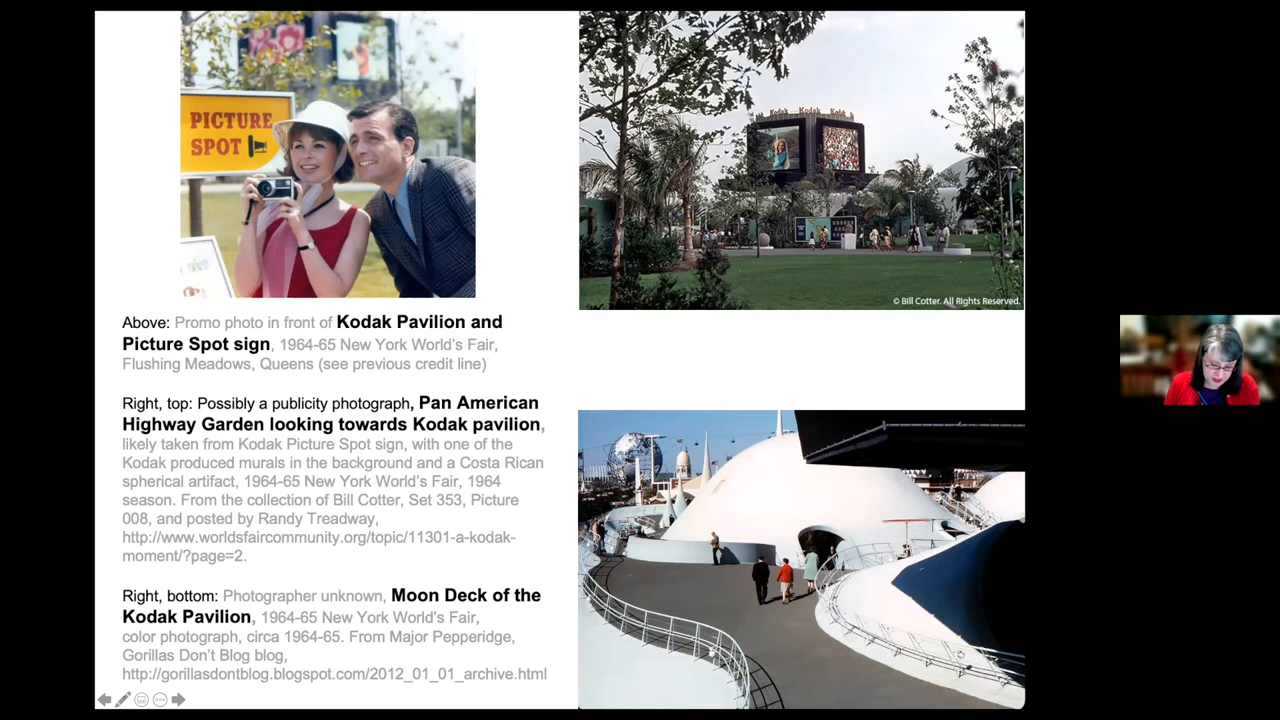 PICTURE
SPOT
Kodak Kodak Kodak
© Bill Cotter. All Rights Reserved.
Above: Promo photo in front of Kodak Pavilion and
Picture Spot sign, 1964-65 New York World's Fair,
Flushing Meadows, Queens (see previous credit line)
Right, top: Possibly a publicity photograph, Pan American
Highway Garden looking towards Kodak pavilion,
likely taken from Kodak Picture Spot sign, with one of the
Kodak produced murals in the background and a Costa Rican
spherical artifact, 1964-65 New York World's Fair, 1964
season. From the collection of Bill Cotter, Set 353, Picture
008, and posted by Randy Treadway,
http://www.worldsfaircommunity.org/topic/11301-a-kodak-
moment/?page=2.
Right, bottom: Photographer unknown, Moon Deck of the
Kodak Pavilion, 1964-65 New York World's Fair,
color photograph, circa 1964-65. From Major Pepperidge,
Gorillas Don't Blog blog,
http://gorillasdontblog.blogspot.com/2012_01_01_archive.html